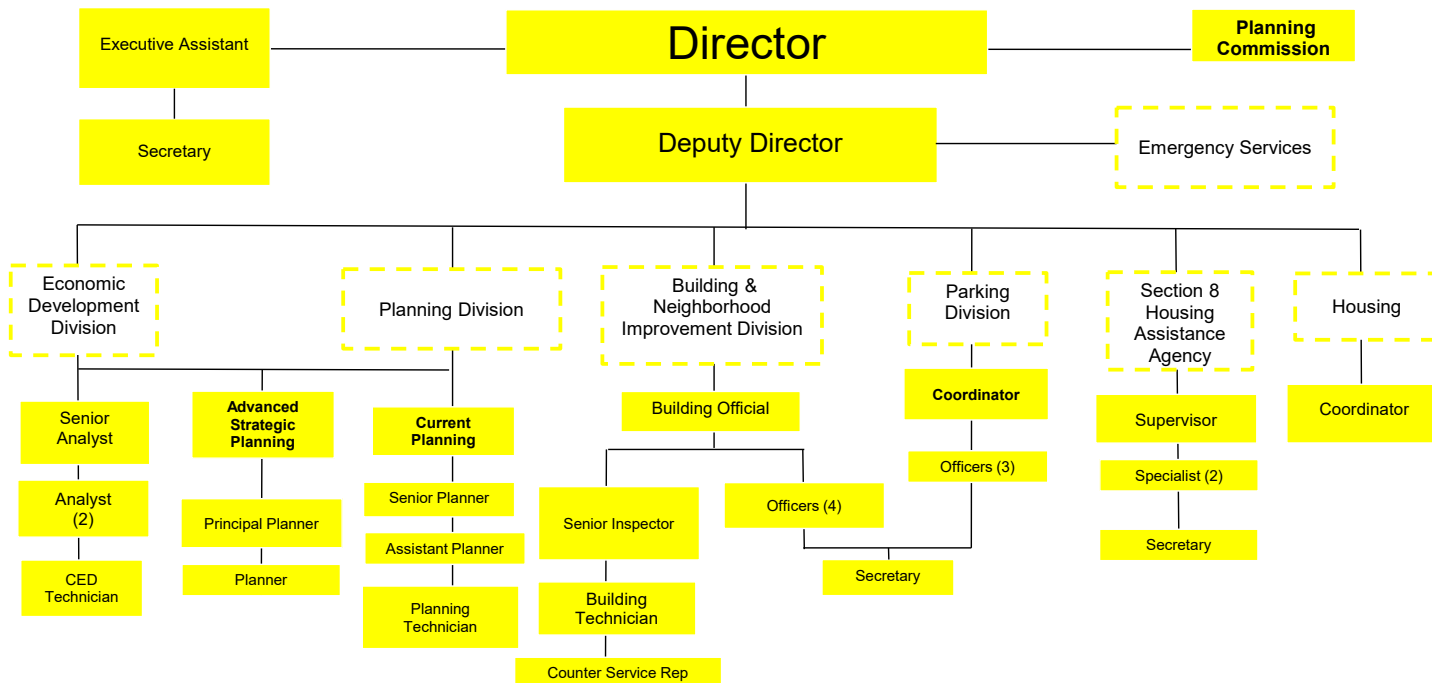 Executive Assistant
Director
Planning
Commission
Secretary
Deputy Director
Emergency Services
Economic
Development
Division
Planning Division
Building &
Neighborhood
Improvement Division
Parking
Division
Section 8
Housing
Assistance
Agency
Housing
Senior
Analyst
Advanced
Strategic
Planning
Current
Planning
Building Official
Coordinator
Supervisor
Coordinator
Analyst
(2)
Principal Planner
Senior Planner
Senior Inspector
Officers (4)
Officers (3)
Specialist (2)
Assistant Planner
Secretary
CED
Technician
Planner
Planning
Technician
Building
Technician
Secretary
Counter Service Rep